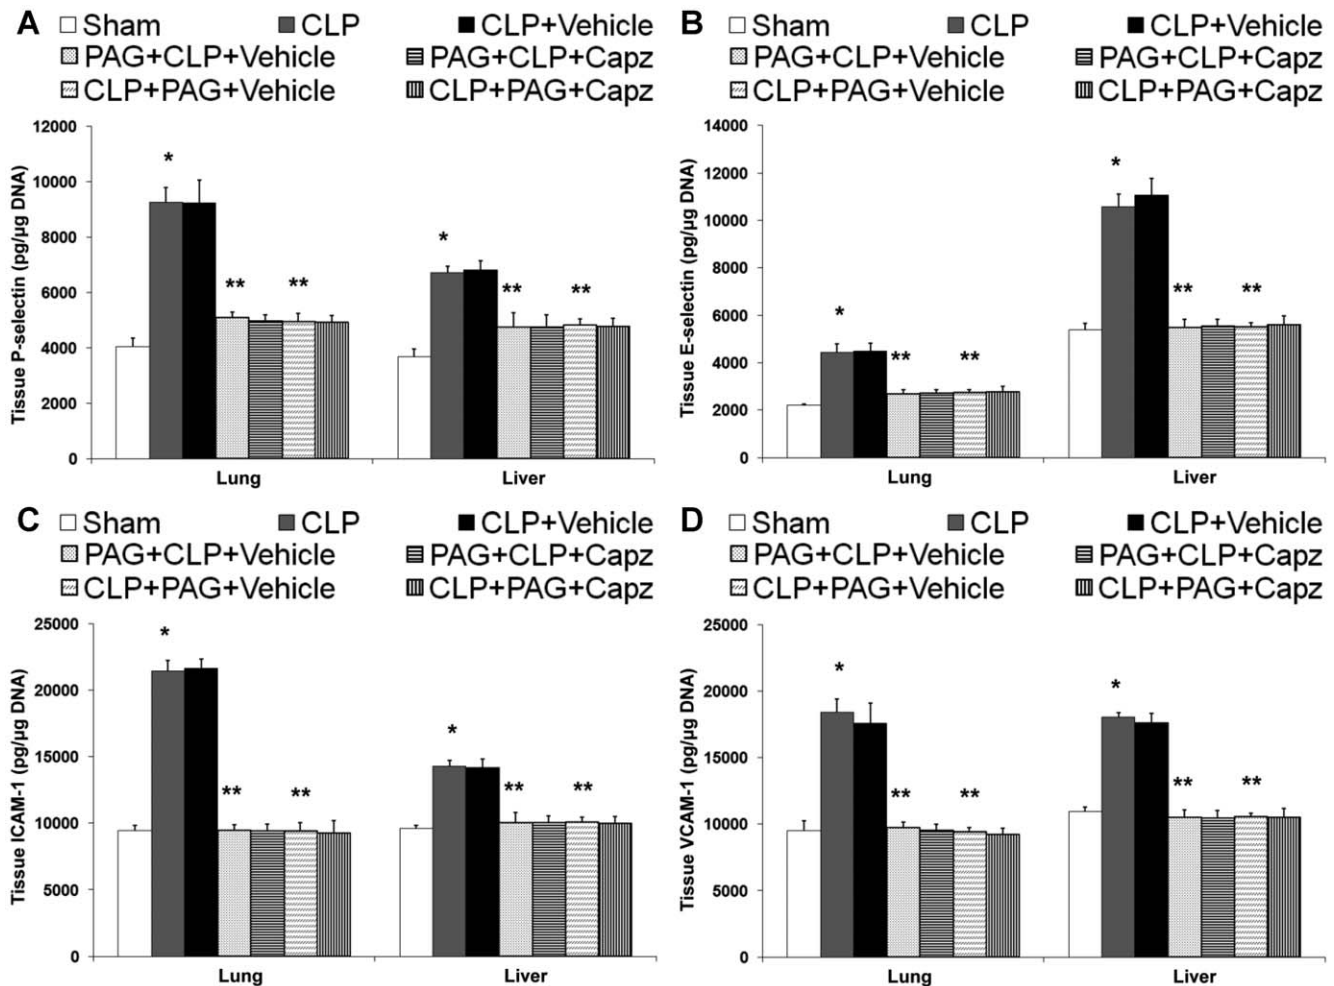 A Sham CLP CLP+Vehicle
PAG+CLP+Vehicle PAG+CLP+Capz
CLP+PAG+Vehicle CLP+PAG+Capz
Tissue P-selectin (pg/µg DNA)
12000
10000
8000
6000
4000
2000
0
*
**
**
*
**
**
Lung Liver
B Sham CLP CLP+Vehicle
PAG+CLP+Vehicle PAG+CLP+Capz
CLP+PAG+Vehicle CLP+PAG+Capz
Tissue E-selectin (pg/µg DNA)
14000
12000
10000
8000
6000
4000
2000
0
*
**
**
*
**
**
Lung Liver
C Sham CLP CLP+Vehicle
PAG+CLP+Vehicle PAG+CLP+Capz
CLP+PAG+Vehicle CLP+PAG+Capz
Tissue ICAM-1 (pg/µg DNA)
25000
20000
15000
10000
5000
0
*
**
**
*
**
**
Lung Liver
D Sham CLP CLP+Vehicle
PAG+CLP+Vehicle PAG+CLP+Capz
CLP+PAG+Vehicle CLP+PAG+Capz
Tissue VCAM-1 (pg/µg DNA)
25000
20000
15000
10000
5000
0
*
**
**
*
**
**
Lung Liver